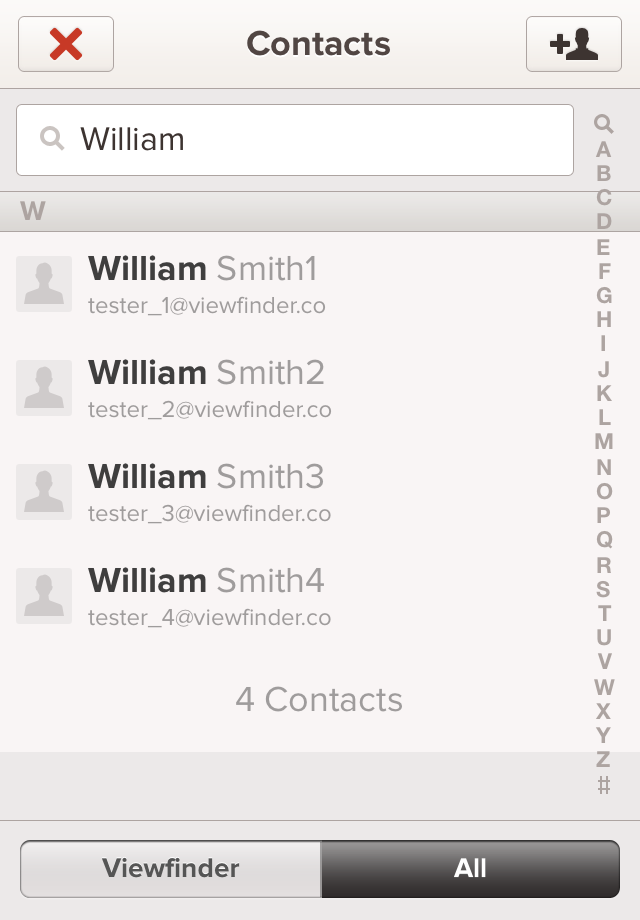 Contacts
William
W
William Smith1
tester_1@viewfinder.co
William Smith2
tester_2@viewfinder.co
William Smith3
tester_3@viewfinder.co
William Smith4
tester_4@viewfinder.co
4 Contacts
A
B
C
D
E
F
G
H
I
J
K
L
M
N
O
P
Q
R
S
T
U
V
W
X
Y
Z
#
Viewfinder All